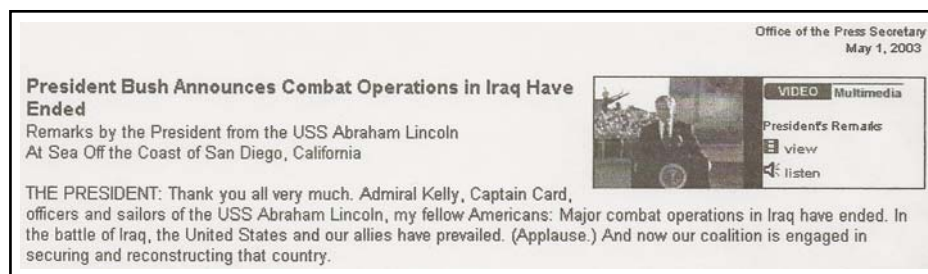 Office of the Press Secretary
May 1, 2003
President Bush Announces Combat Operations in Iraq Have
Ended
Remarks by the President from the USS Abraham Lincoln
At Sea Off the Coast of San Diego, California
VIDEO Multimedia
President's Remarks
view
listen
THE PRESIDENT: Thank you all very much. Admiral Kelly, Captain Card,
officers and sailors of the USS Abraham Lincoln, my fellow Americans: Major combat operations in Iraq have ended. In
the battle of Iraq, the United States and our allies have prevailed. (Applause.) And now our coalition is engaged in
securing and reconstructing that country.